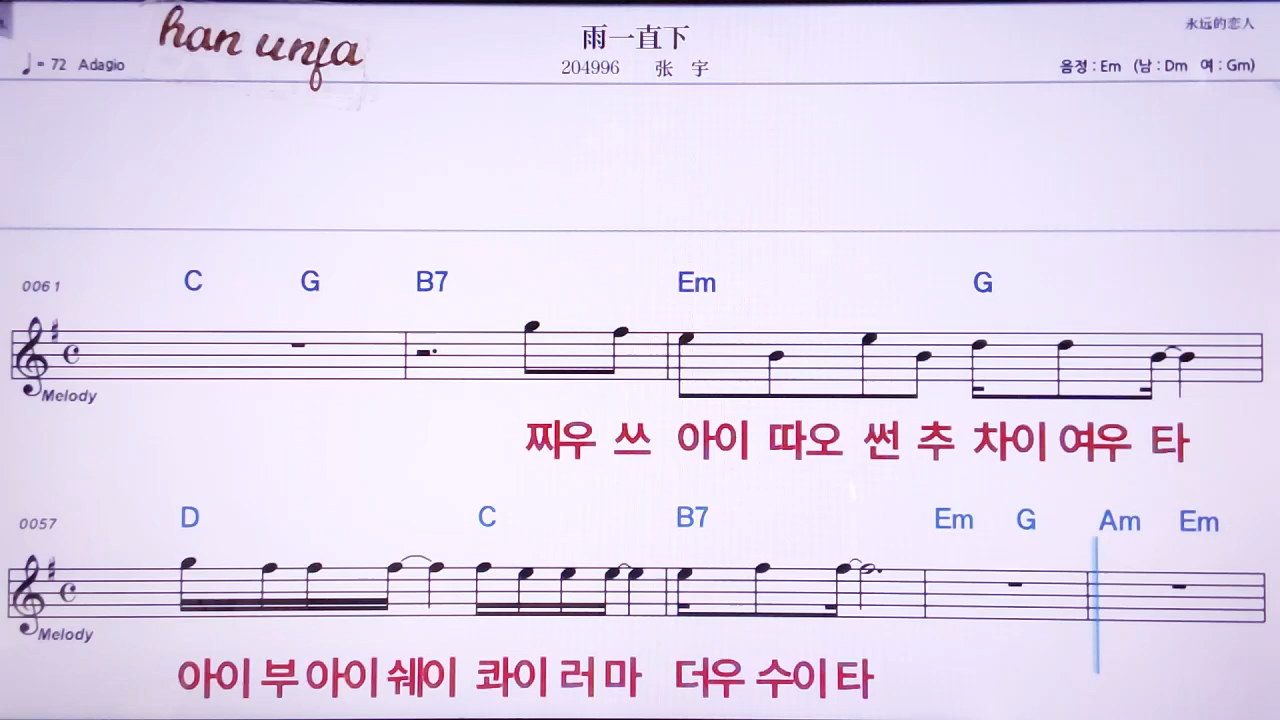 han unfa
雨一直下
永远的恋人
♩ = 72 Adagio
204996 张 宇
음정 : Em (남 : Dm 여 : Gm)
0061 C G B7 Em G
Melody
찌우 쓰 아이 따오 썬 추 차이 여우 타
0057 D C B7 Em G Am Em
Melody
아이 부 아이 쉐이 콰이 러 마 더우 수이 타